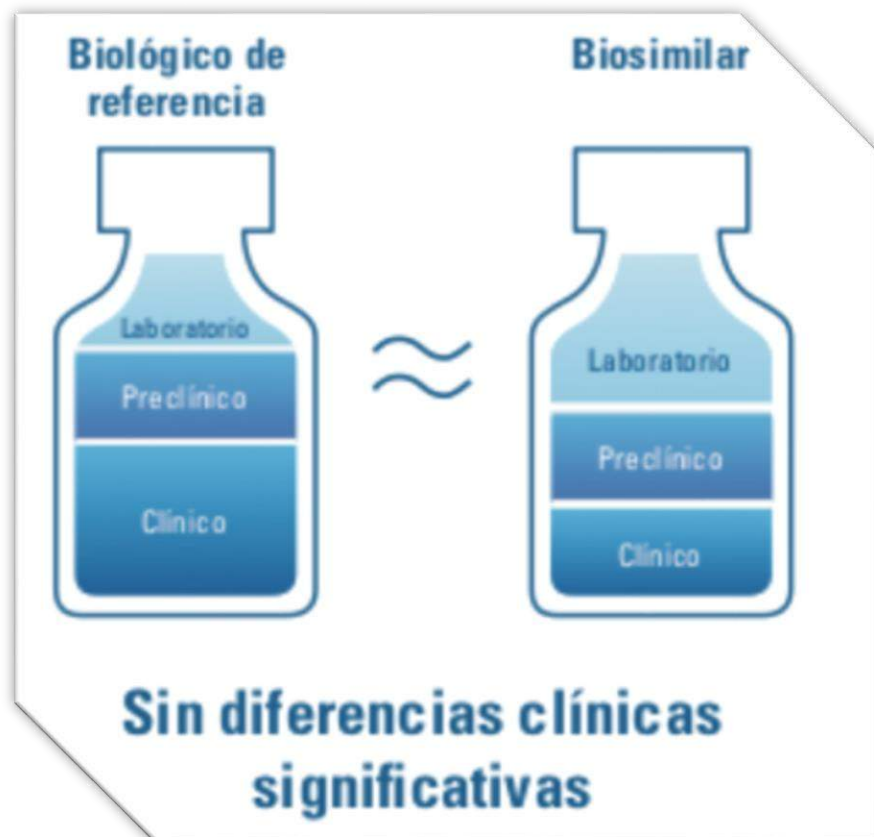 Biológico de
referencia
Laboratorio
Preclínico
Clínico
Biosimilar
Laboratorio
Preclínico
Clínico
Sin diferencias clínicas
significativas